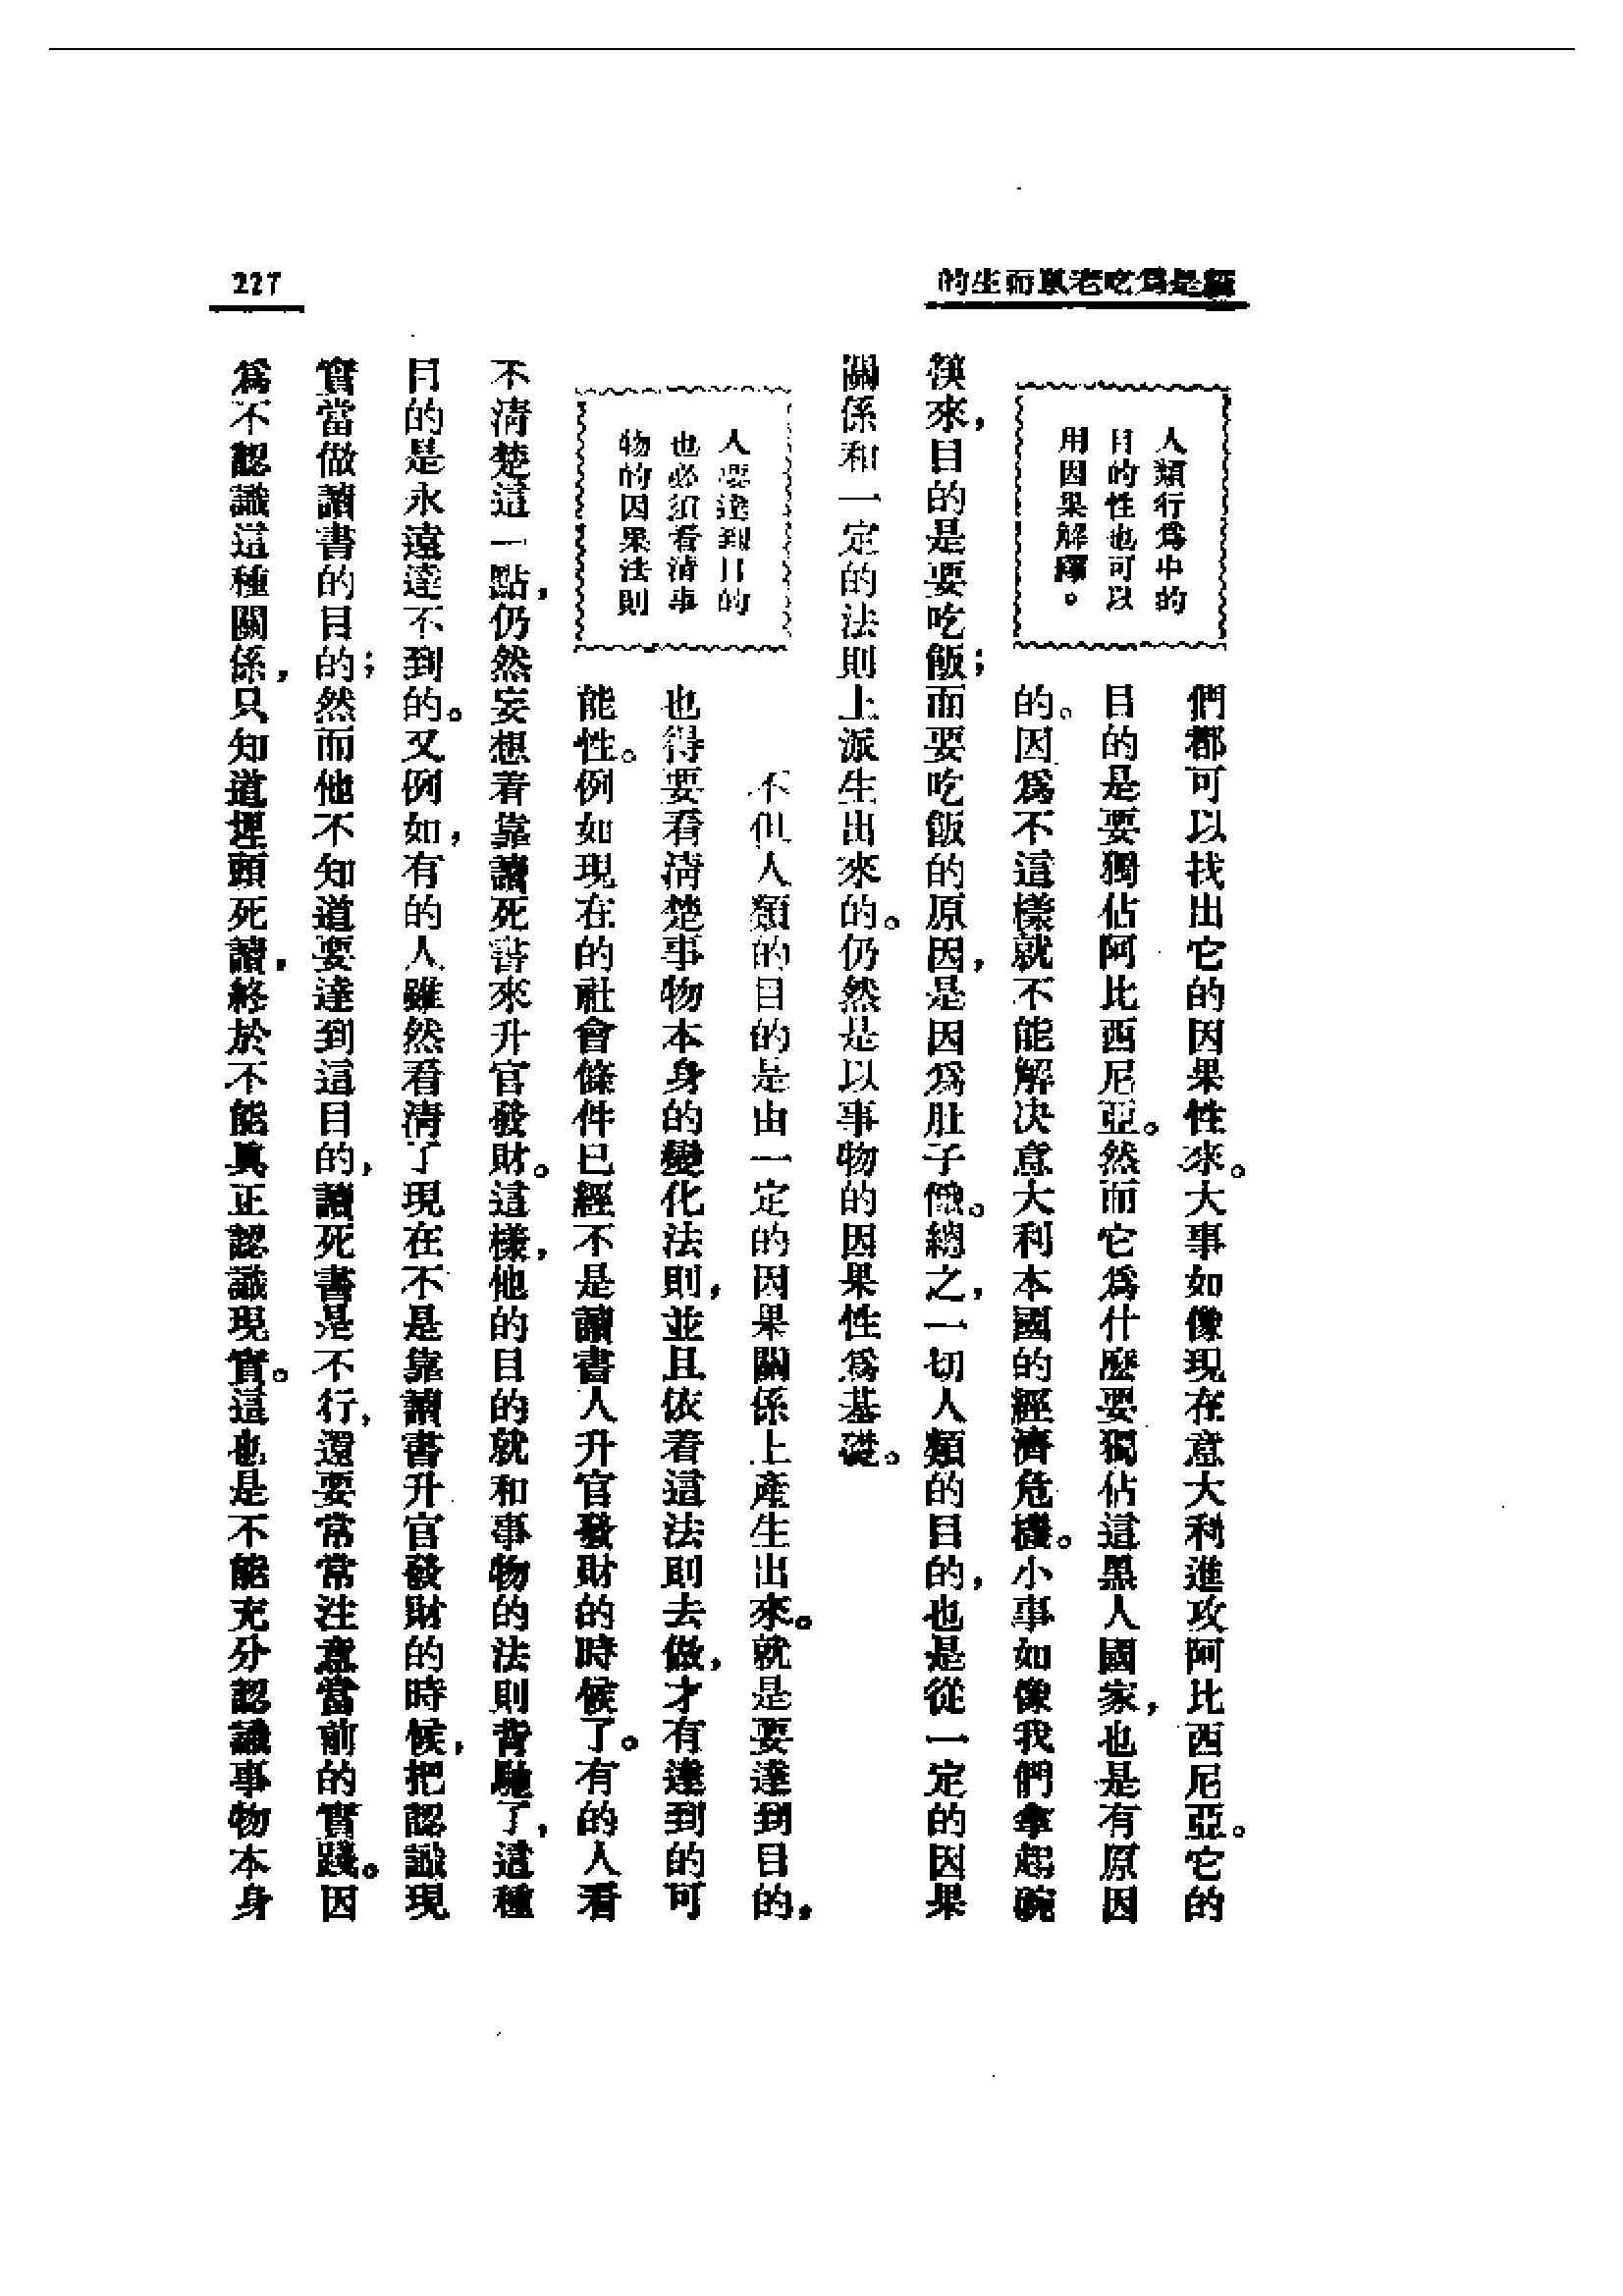 貓是爲吃老鼠而生的
227
人類行爲中的
目的性也可以
用因果解釋。
們都可以找出它的因果性來。大事如像現在意大利進攻阿比西尼亞。它的
目的是要獨佔阿比西尼亞。然而它爲什麼要獨佔這黑人國家，也是有原因
的。因爲不這樣就不能解决意大利本國的經濟危機。小事如像我們拿起碗
筷來，目的是要吃飯；而要吃飯的原因，是因爲肚子餓。總之，一切人類的目的，也是從一定的因果
關係和一定的法則上派生出來的。仍然是以事物的因果性爲基礎。
人要達到目的
也必須看清事
物的因果法則
不但人類的目的是由一定的因果關係上產生出來。就是要達到目的，
也得要看清楚事物本身的變化法則，並且依着這法則去做，才有達到的可
能性。例如現在的社會條件已經不是讀書人升官發財的時候了。有的人看
不清楚這一點，仍然妄想着靠讀死書來升官發財。這樣，他的目的就和事物的法則背馳了，這種
目的是永遠達不到的。又例如，有的人雖然看清了現在不是靠讀書升官發財的時候，把認識現
實當做讀書的目的；然而他不知道要達到這目的，讀死書是不行，還要常常注意當前的實踐。因
爲不認識這種關係，只知道埋頭死讀，終於不能真正認識現實。這也是不能充分認識事物本身